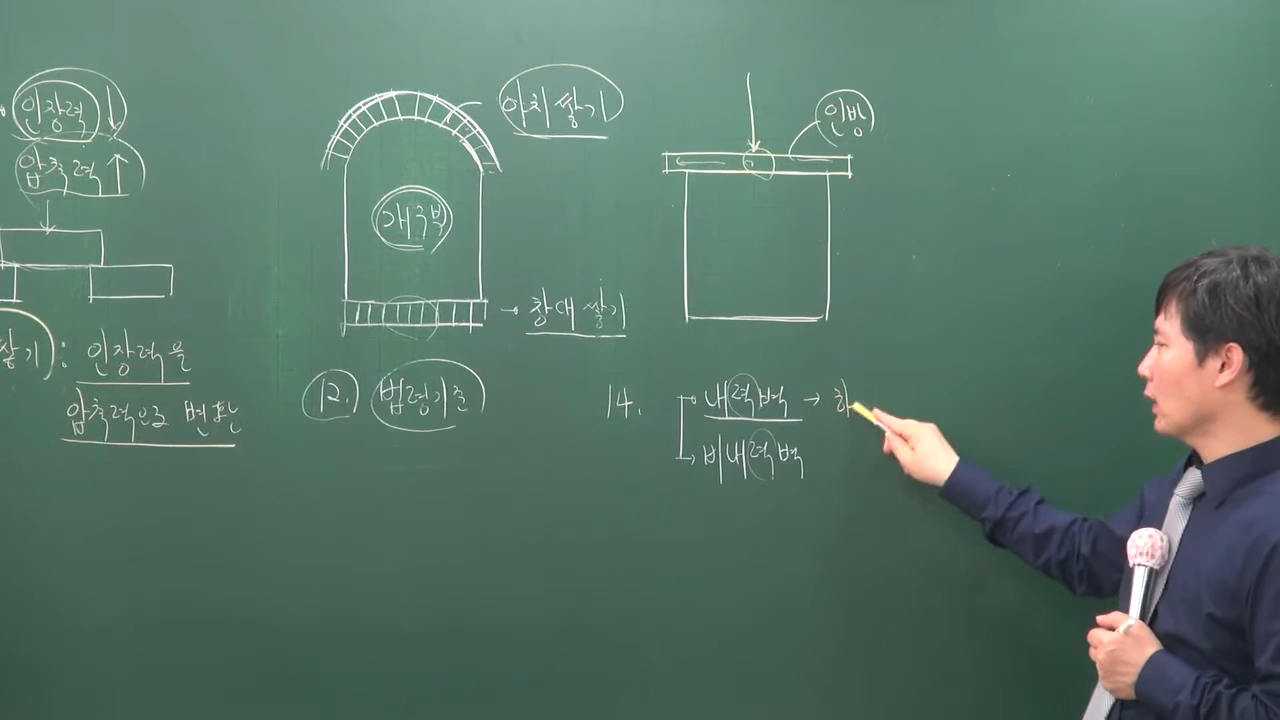 인장력 ↓
압축력 ↑
쌓기 : 인장력을
압축력으로 변환
아치쌓기
개구부
→ 창대쌓기
12. 법령기준
인방
14. 내력벽 →
비내력벽